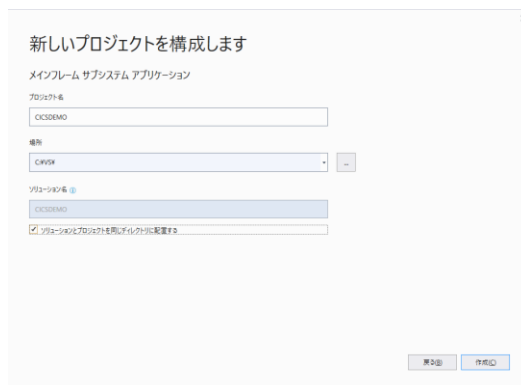 新しいプロジェクトを構成します
メインフレーム サブシステム アプリケーション
プロジェクト名
CICSDEMO
場所
C:¥VS¥
...
ソリューション名
CICSDEMO
ソリューションとプロジェクトを同じディレクトリに配置する
戻る(B)
作成(C)